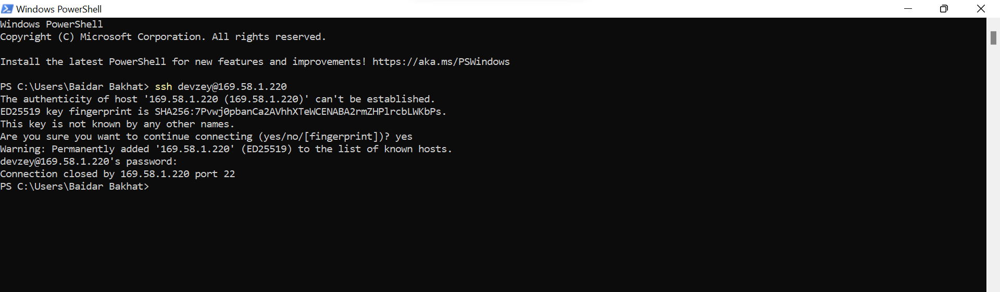 Windows PowerShell
Windows PowerShell
Copyright (C) Microsoft Corporation. All rights reserved.
Install the latest PowerShell for new features and improvements! https://aka.ms/PSWindows
PS C:\Users\Baidar Bakhat> ssh devzey@169.58.1.220
The authenticity of host '169.58.1.220 (169.58.1.220)' can't be established.
ED25519 key fingerprint is SHA256:7Pvwj0pbanCa2AVhhXTeWCENABA2rmZHPlrcbLWKbPs.
This key is not known by any other names.
Are you sure you want to continue connecting (yes/no/[fingerprint])? yes
Warning: Permanently added '169.58.1.220' (ED25519) to the list of known hosts.
devzey@169.58.1.220's password:
Connection closed by 169.58.1.220 port 22
PS C:\Users\Baidar Bakhat>